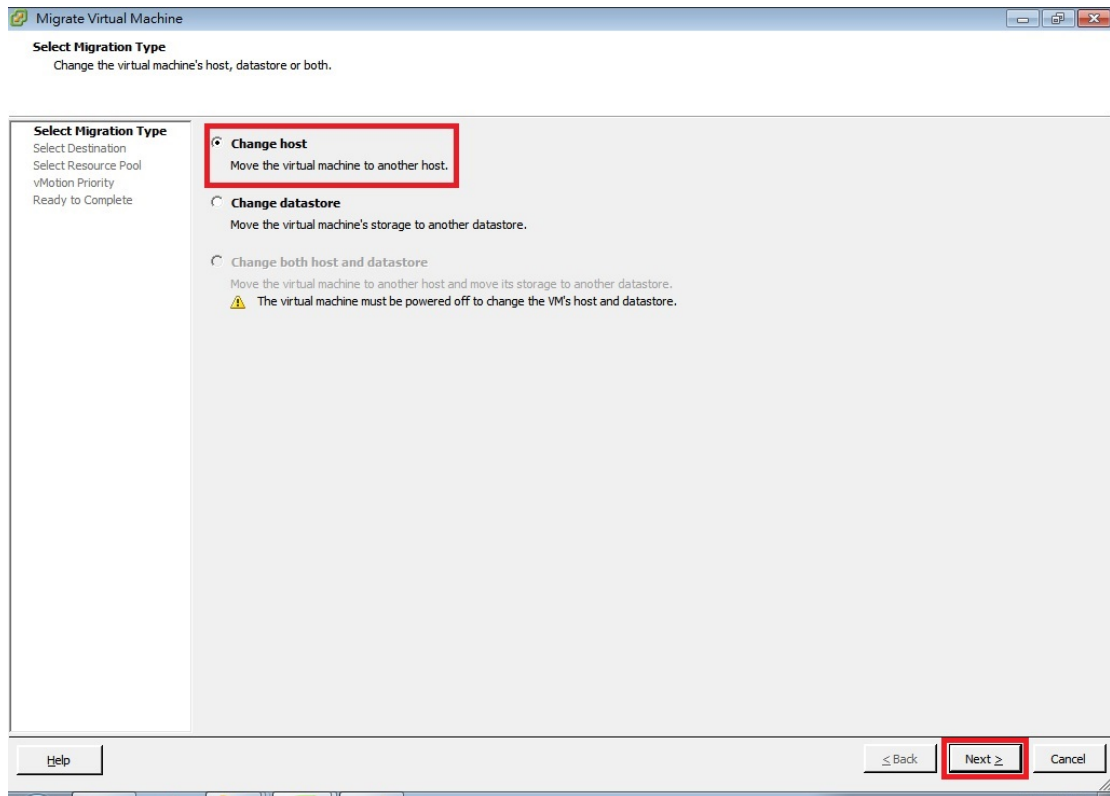 Migrate Virtual Machine
Select Migration Type
Change the virtual machine's host, datastore or both.
Select Migration Type
Select Destination
Select Resource Pool
vMotion Priority
Ready to Complete
Change host
Move the virtual machine to another host.
Change datastore
Move the virtual machine's storage to another datastore.
Change both host and datastore
Move the virtual machine to another host and move its storage to another datastore.
The virtual machine must be powered off to change the VM's host and datastore.
Help
< Back
Next >
Cancel